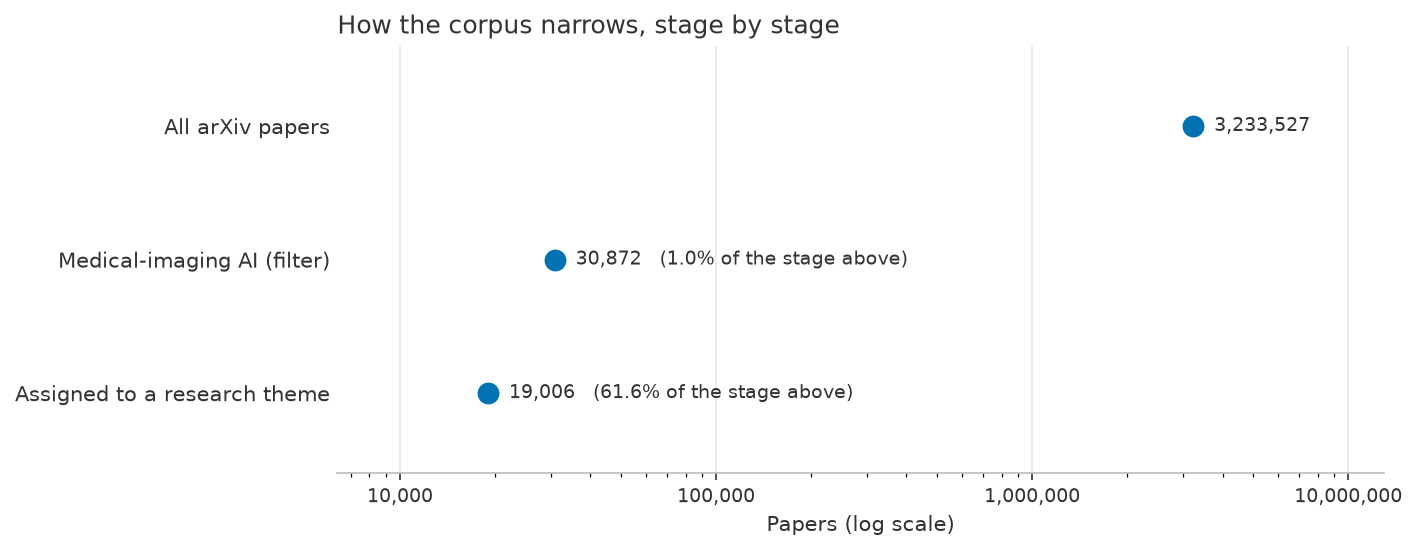 How the corpus narrows, stage by stage
All arXiv papers
3,233,527
Medical-imaging AI (filter)
30,872 (1.0% of the stage above)
Assigned to a research theme
19,006 (61.6% of the stage above)
10,000 100,000 1,000,000 10,000,000
Papers (log scale)